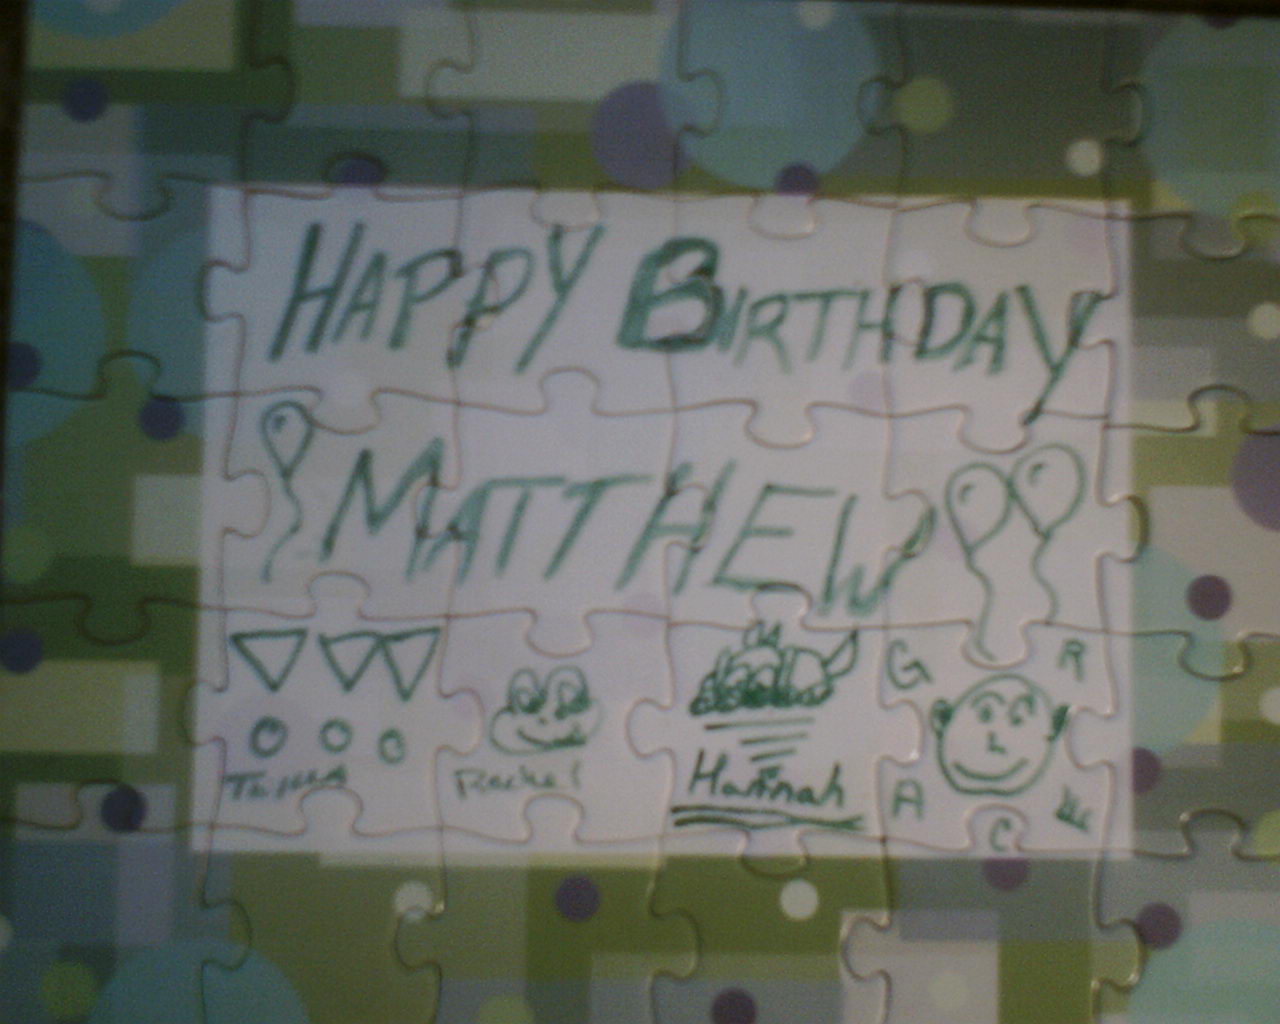 HAPPY BIRTHDAY
MATTHEW
Rachel
Hannah
G R A C E